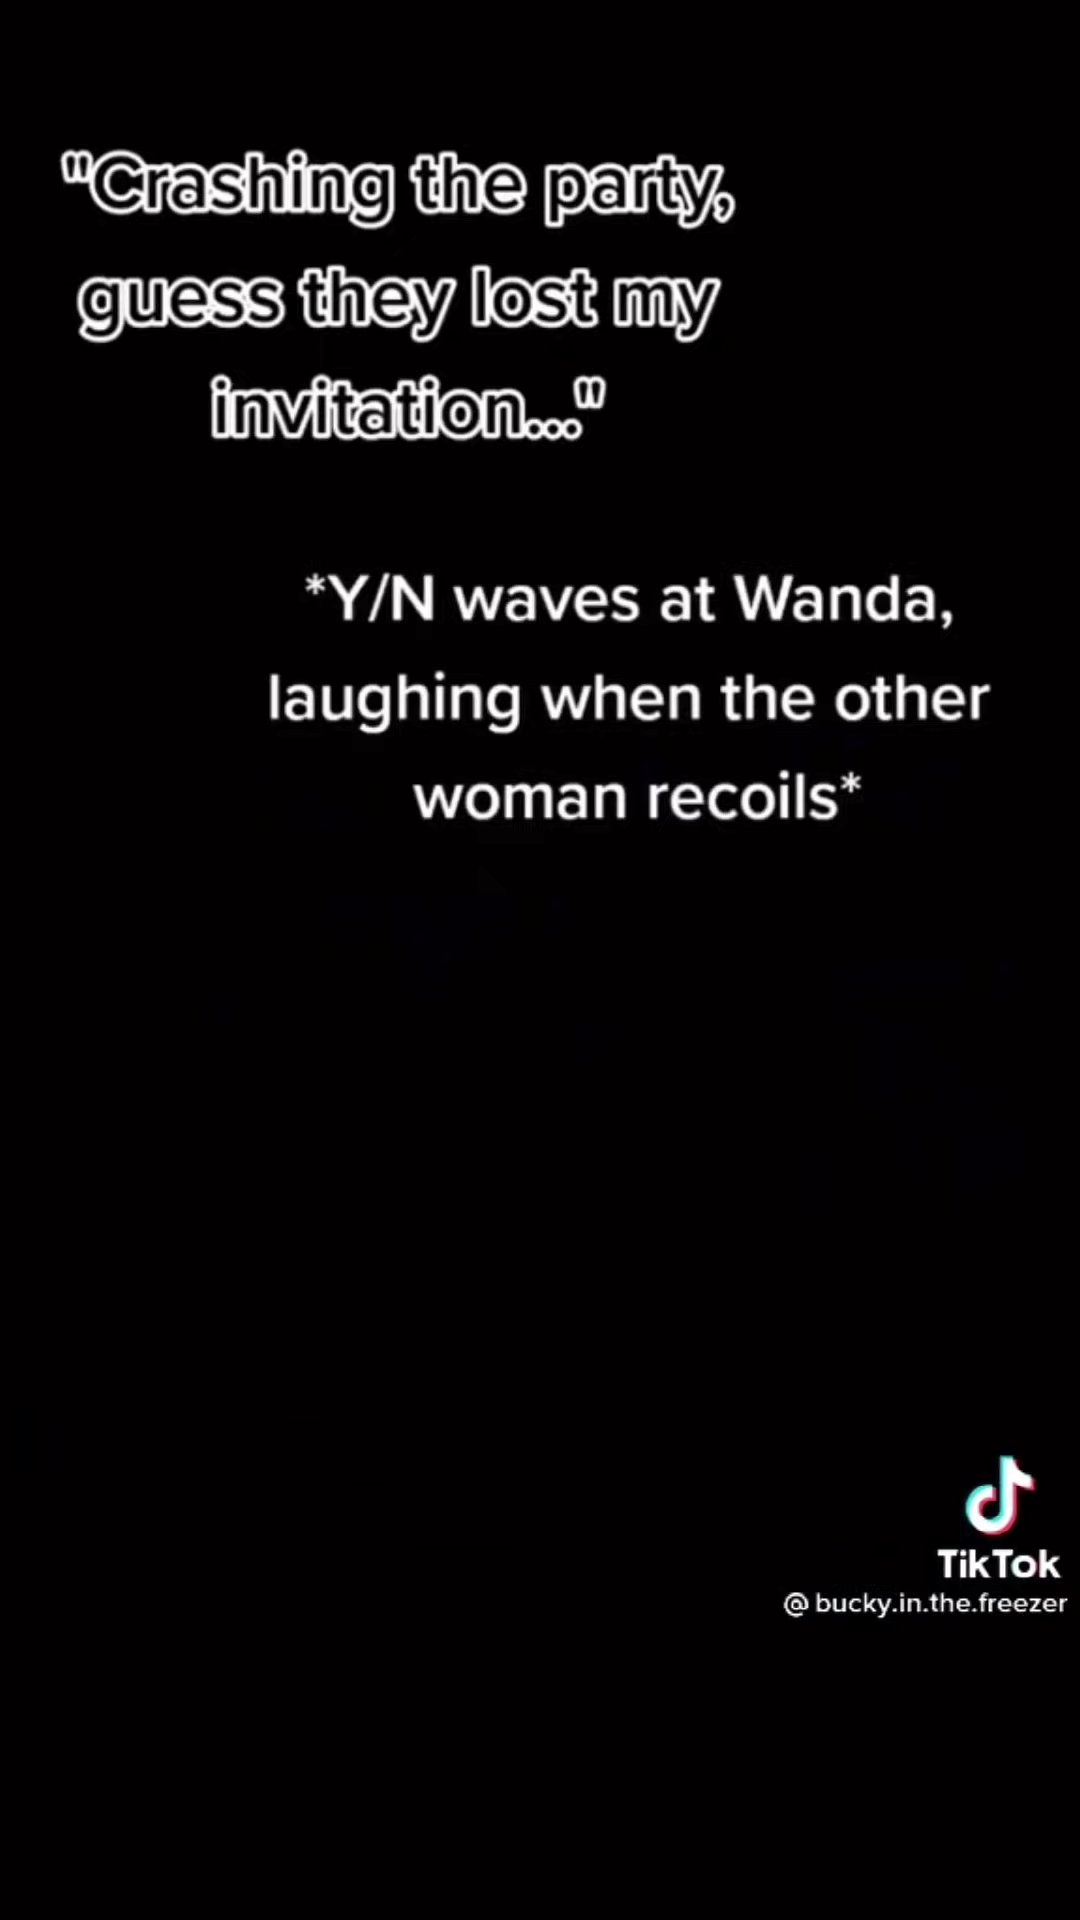 "Crashing the party,
guess they lost my
invitation..."
*Y/N waves at Wanda,
laughing when the other
woman recoils*
TikTok
@bucky.in.the.freezer